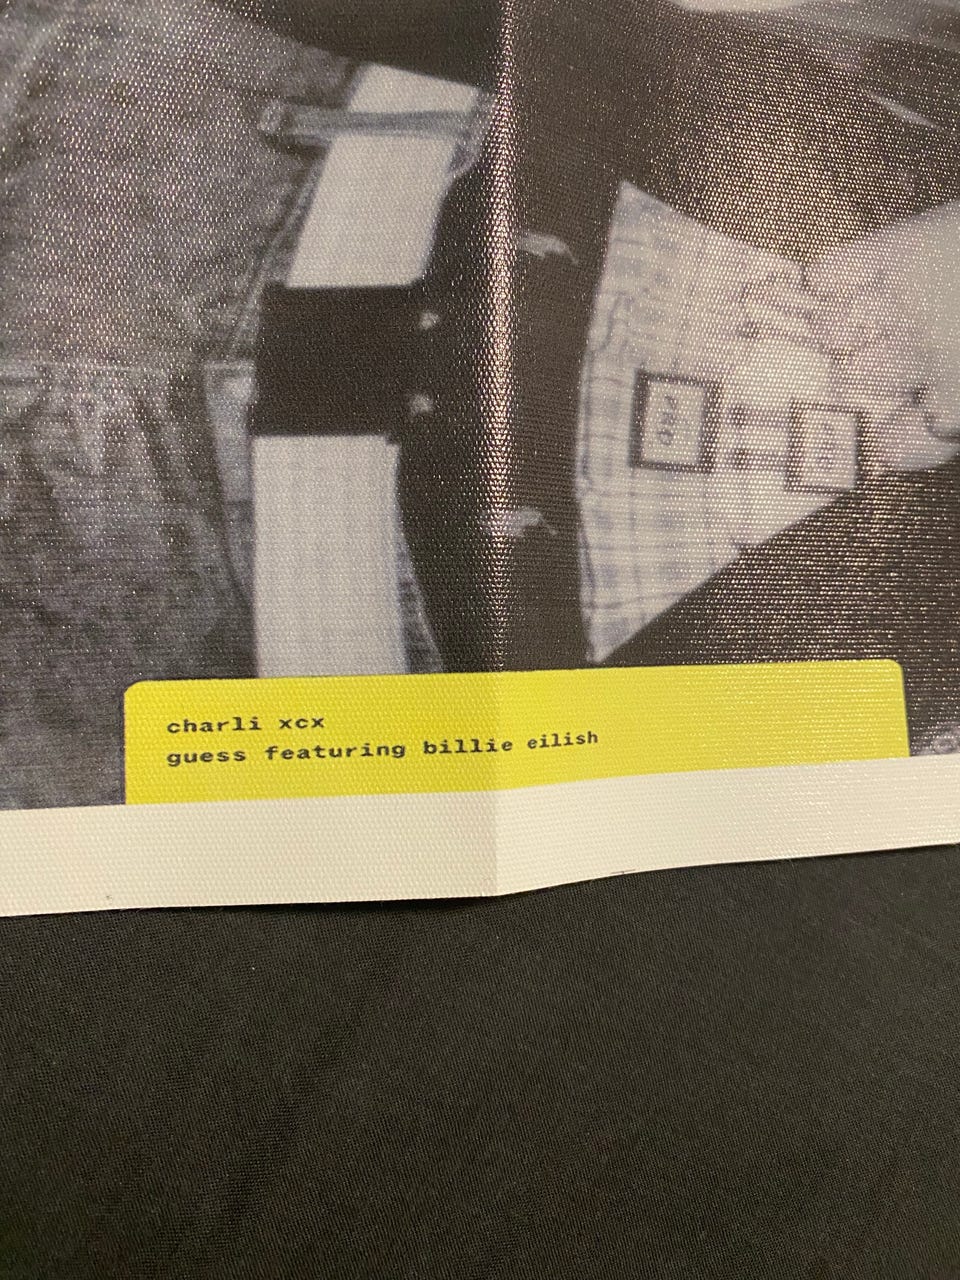 charli xcx
guess featuring billie eilish